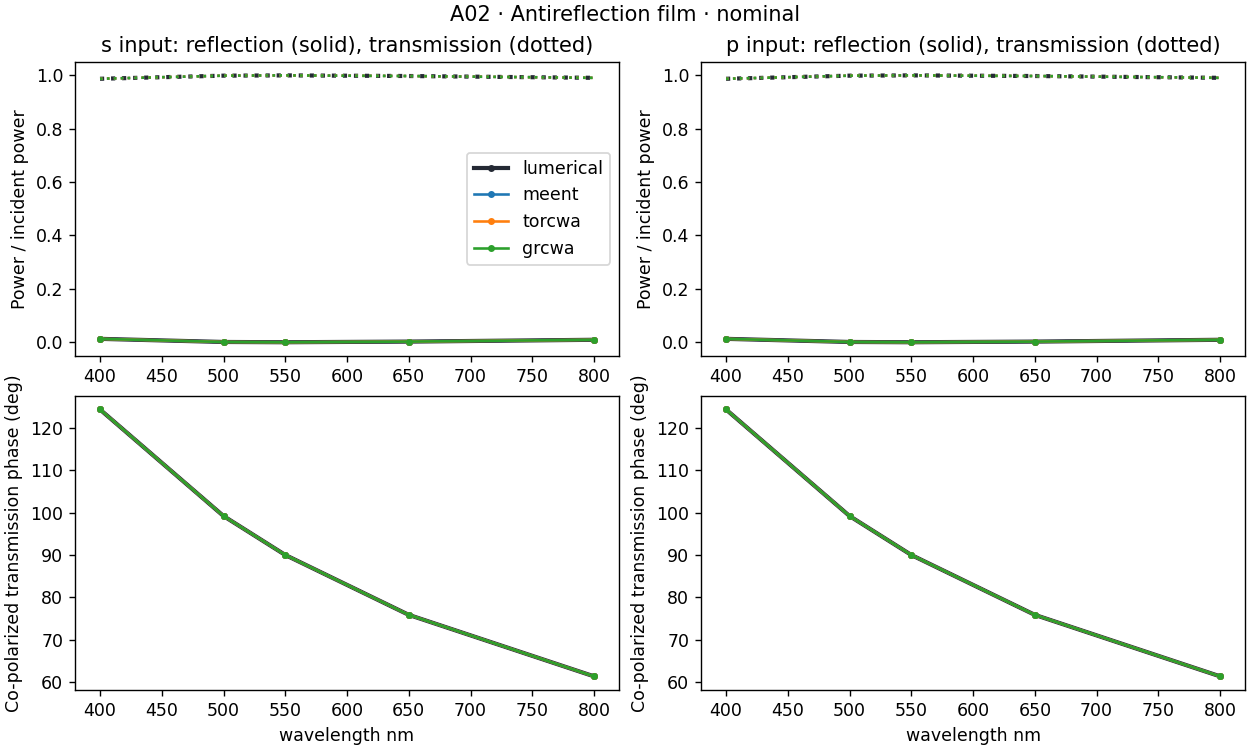 A02 · Antireflection film · nominal
s input: reflection (solid), transmission (dotted)
p input: reflection (solid), transmission (dotted)
Power / incident power
1.0
0.8
0.6
0.4
0.2
0.0
lumerical
meent
torcwa
grcwa
400 450 500 550 600 650 700 750 800
Power / incident power
1.0
0.8
0.6
0.4
0.2
0.0
400 450 500 550 600 650 700 750 800
Co-polarized transmission phase (deg)
120
110
100
90
80
70
60
400 450 500 550 600 650 700 750 800
wavelength nm
Co-polarized transmission phase (deg)
120
110
100
90
80
70
60
400 450 500 550 600 650 700 750 800
wavelength nm